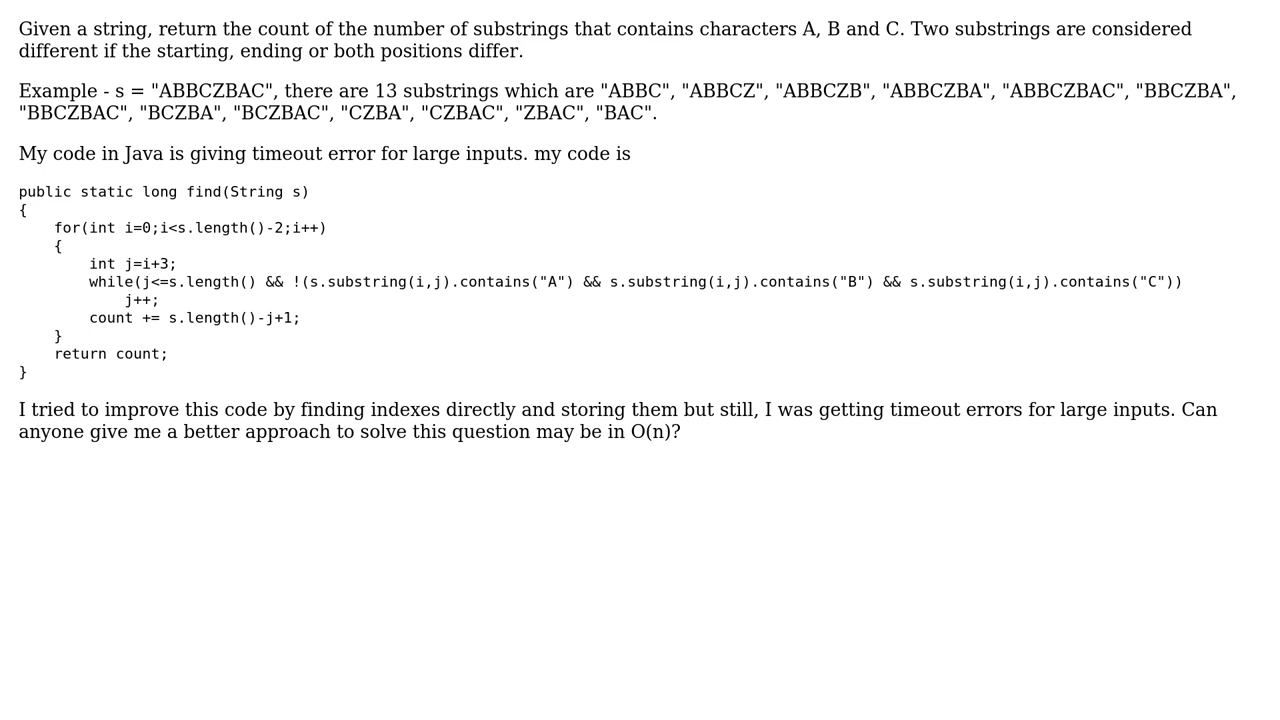 Given a string, return the count of the number of substrings that contains characters A, B and C. Two substrings are considered
different if the starting, ending or both positions differ.
Example - s = "ABBCZBAC", there are 13 substrings which are "ABBC", "ABBCZ", "ABBCZB", "ABBCZBA", "ABBCZBAC", "BBCZBA",
"BBCZBAC", "BCZBA", "BCZBAC", "CZBA", "CZBAC", "ZBAC", "BAC".
My code in Java is giving timeout error for large inputs. my code is
public static long find(String s)
{
    for(int i=0;i<s.length()-2;i++)
    {
        int j=i+3;
        while(j<=s.length() && !(s.substring(i,j).contains("A") && s.substring(i,j).contains("B") && s.substring(i,j).contains("C"))
            j++;
        count += s.length()-j+1;
    }
    return count;
}
I tried to improve this code by finding indexes directly and storing them but still, I was getting timeout errors for large inputs. Can
anyone give me a better approach to solve this question may be in O(n)?